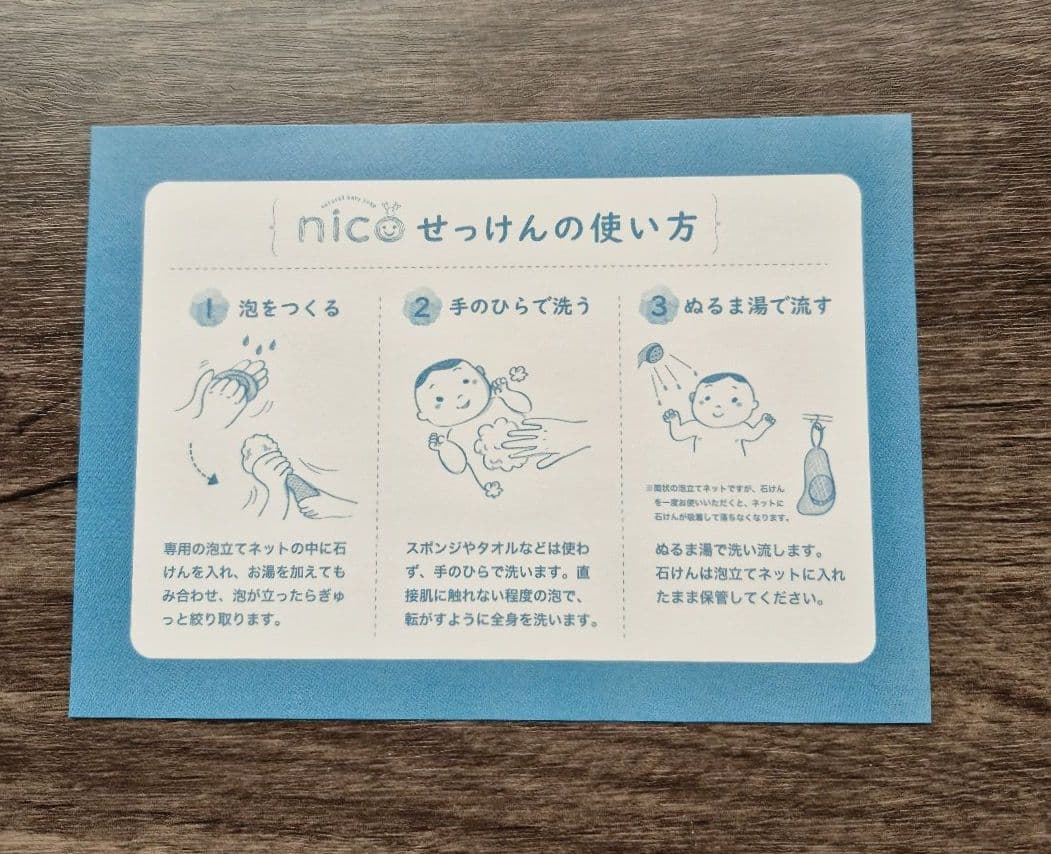 natural baby soap
nico せっけんの使い方
1 泡をつくる
専用の泡立てネットの中に石
けんを入れ、お湯を加えても
み合わせ、泡が立ったらぎゅ
っと絞り取ります。
2 手のひらで洗う
スポンジやタオルなどは使わ
ず、手のひらで洗います。直
接肌に触れない程度の泡で、
転がすように全身を洗います。
3 ぬるま湯で流す
※筒状の泡立てネットですが、石けん
を一度お使いいただくと、ネットに
石けんが吸着して落ちなくなります。
ぬるま湯で洗い流します。
石けんは泡立てネットに入れ
たまま保管してください。